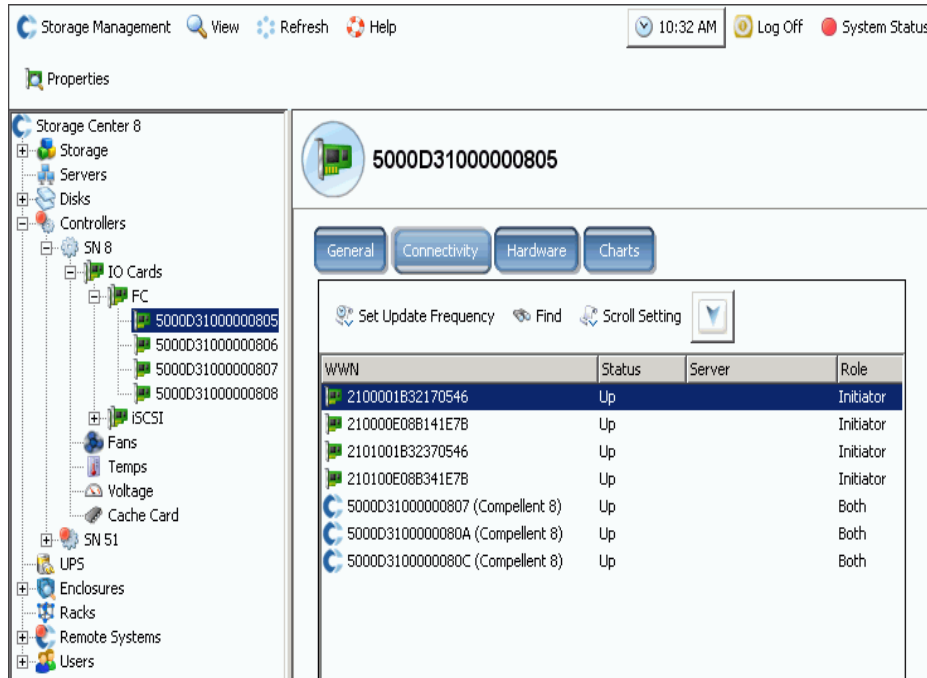 Storage Management View Refresh Help 10:32 AM Log Off System Status
Properties
Storage Center 8
Storage
Servers
Disks
Controllers
SN 8
IO Cards
FC
5000D31000000805
5000D31000000806
5000D31000000807
5000D31000000808
iSCSI
Fans
Temps
Voltage
Cache Card
SN 51
UPS
Enclosures
Racks
Remote Systems
Users
5000D31000000805
General Connectivity Hardware Charts
Set Update Frequency Find Scroll Setting
WWN Status Server Role
2100001B32170546 Up Initiator
210000E08B141E7B Up Initiator
2101001B32370546 Up Initiator
210100E08B341E7B Up Initiator
5000D31000000807 (Compellent 8) Up Both
5000D3100000080A (Compellent 8) Up Both
5000D3100000080C (Compellent 8) Up Both